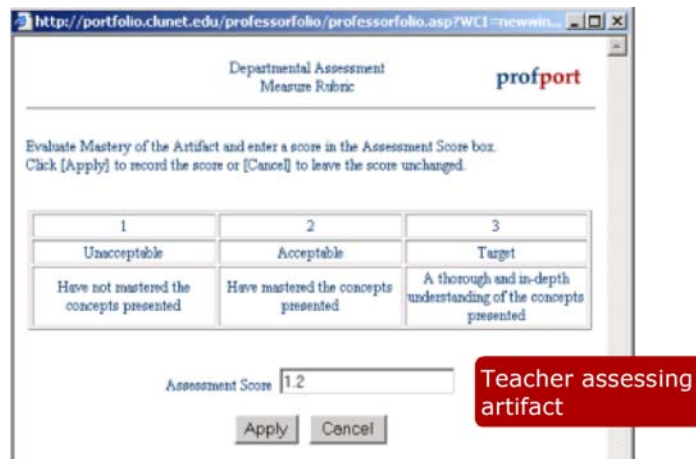 http://portfolio.clunet.edu/professorfolio/professorfolio.asp?WCI=newwin...
Departmental Assessment
Measure Rubric
profport
Evaluate Mastery of the Artifact and enter a score in the Assessment Score box.
Click [Apply] to record the score or [Cancel] to leave the score unchanged.
1 2 3
Unacceptable Acceptable Target
Have not mastered the
concepts presented
Have mastered the concepts
presented
A thorough and in-depth
understanding of the concepts
presented
Assessment Score 1.2
Apply Cancel
Teacher assessing
artifact